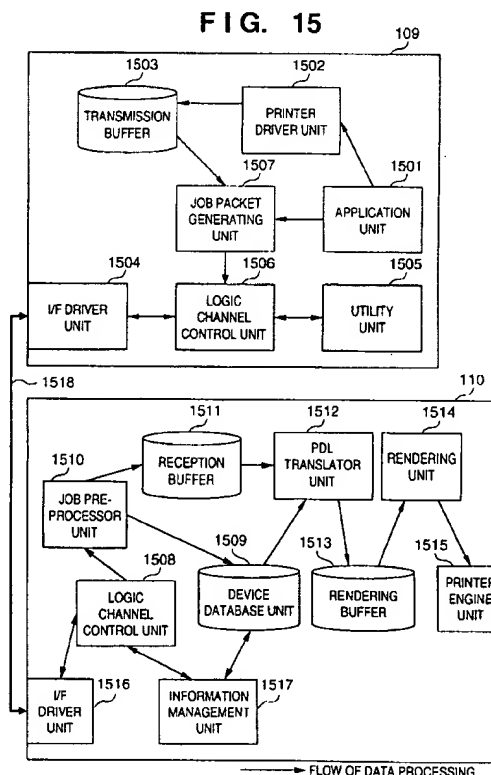 FIG. 15
109
1503
1502
TRANSMISSION
BUFFER
PRINTER
DRIVER UNIT
1507
1501
JOB PACKET
GENERATING
UNIT
APPLICATION
UNIT
1504
1506
1505
I/F DRIVER
UNIT
LOGIC
CHANNEL
CONTROL UNIT
UTILITY
UNIT
1518
110
1511
1512
1514
1510
RECEPTION
BUFFER
PDL
TRANSLATOR
UNIT
RENDERING
UNIT
JOB PRE-
PROCESSOR
UNIT
1509
1513
1515
1508
LOGIC
CHANNEL
CONTROL UNIT
DEVICE
DATABASE UNIT
RENDERING
BUFFER
PRINTER
ENGINE
UNIT
I/F
DRIVER
UNIT
1516
INFORMATION
MANAGEMENT
UNIT
1517
FLOW OF DATA PROCESSING